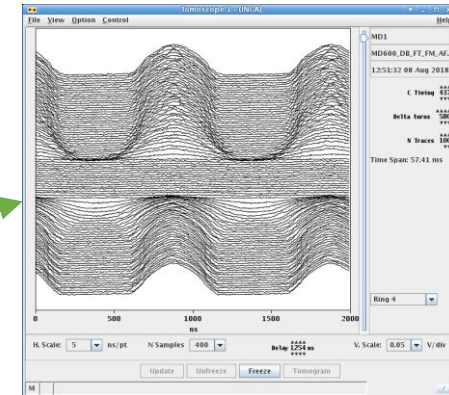 Tomoscope 1 - (INCA)
File View Option Control Help
MD1
MD600_DB_FT_FM_AF.
12:51:32 08 Aug 2018
C Timing
Delta turns
N Traces
Time Span: 57.41 ms
Ring 4
0 500 1000 1500 2000
ns
H. Scale: 5 ns/pt N Samples 400 Delay 1254 ns V. Scale: 0.05 V/div
Update Unfreeze Freeze Tomogram
M